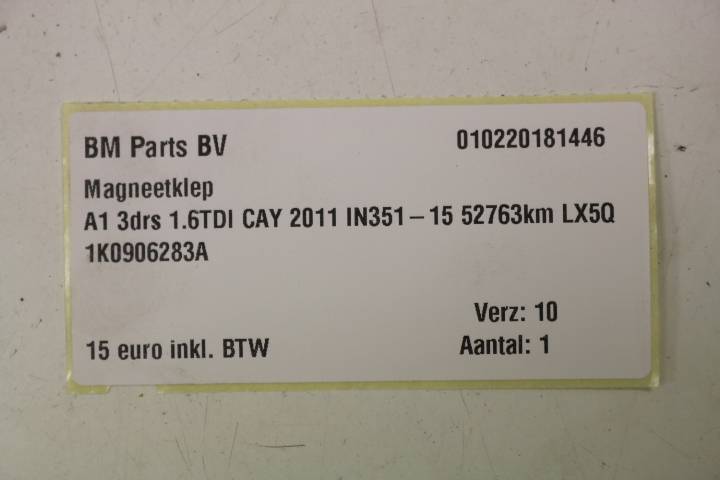 BM Parts BV 010220181446
Magneetklep
A1 3drs 1.6TDI CAY 2011 IN351-15 52763km LX5Q
1K0906283A
Verz: 10
15 euro inkl. BTW Aantal: 1